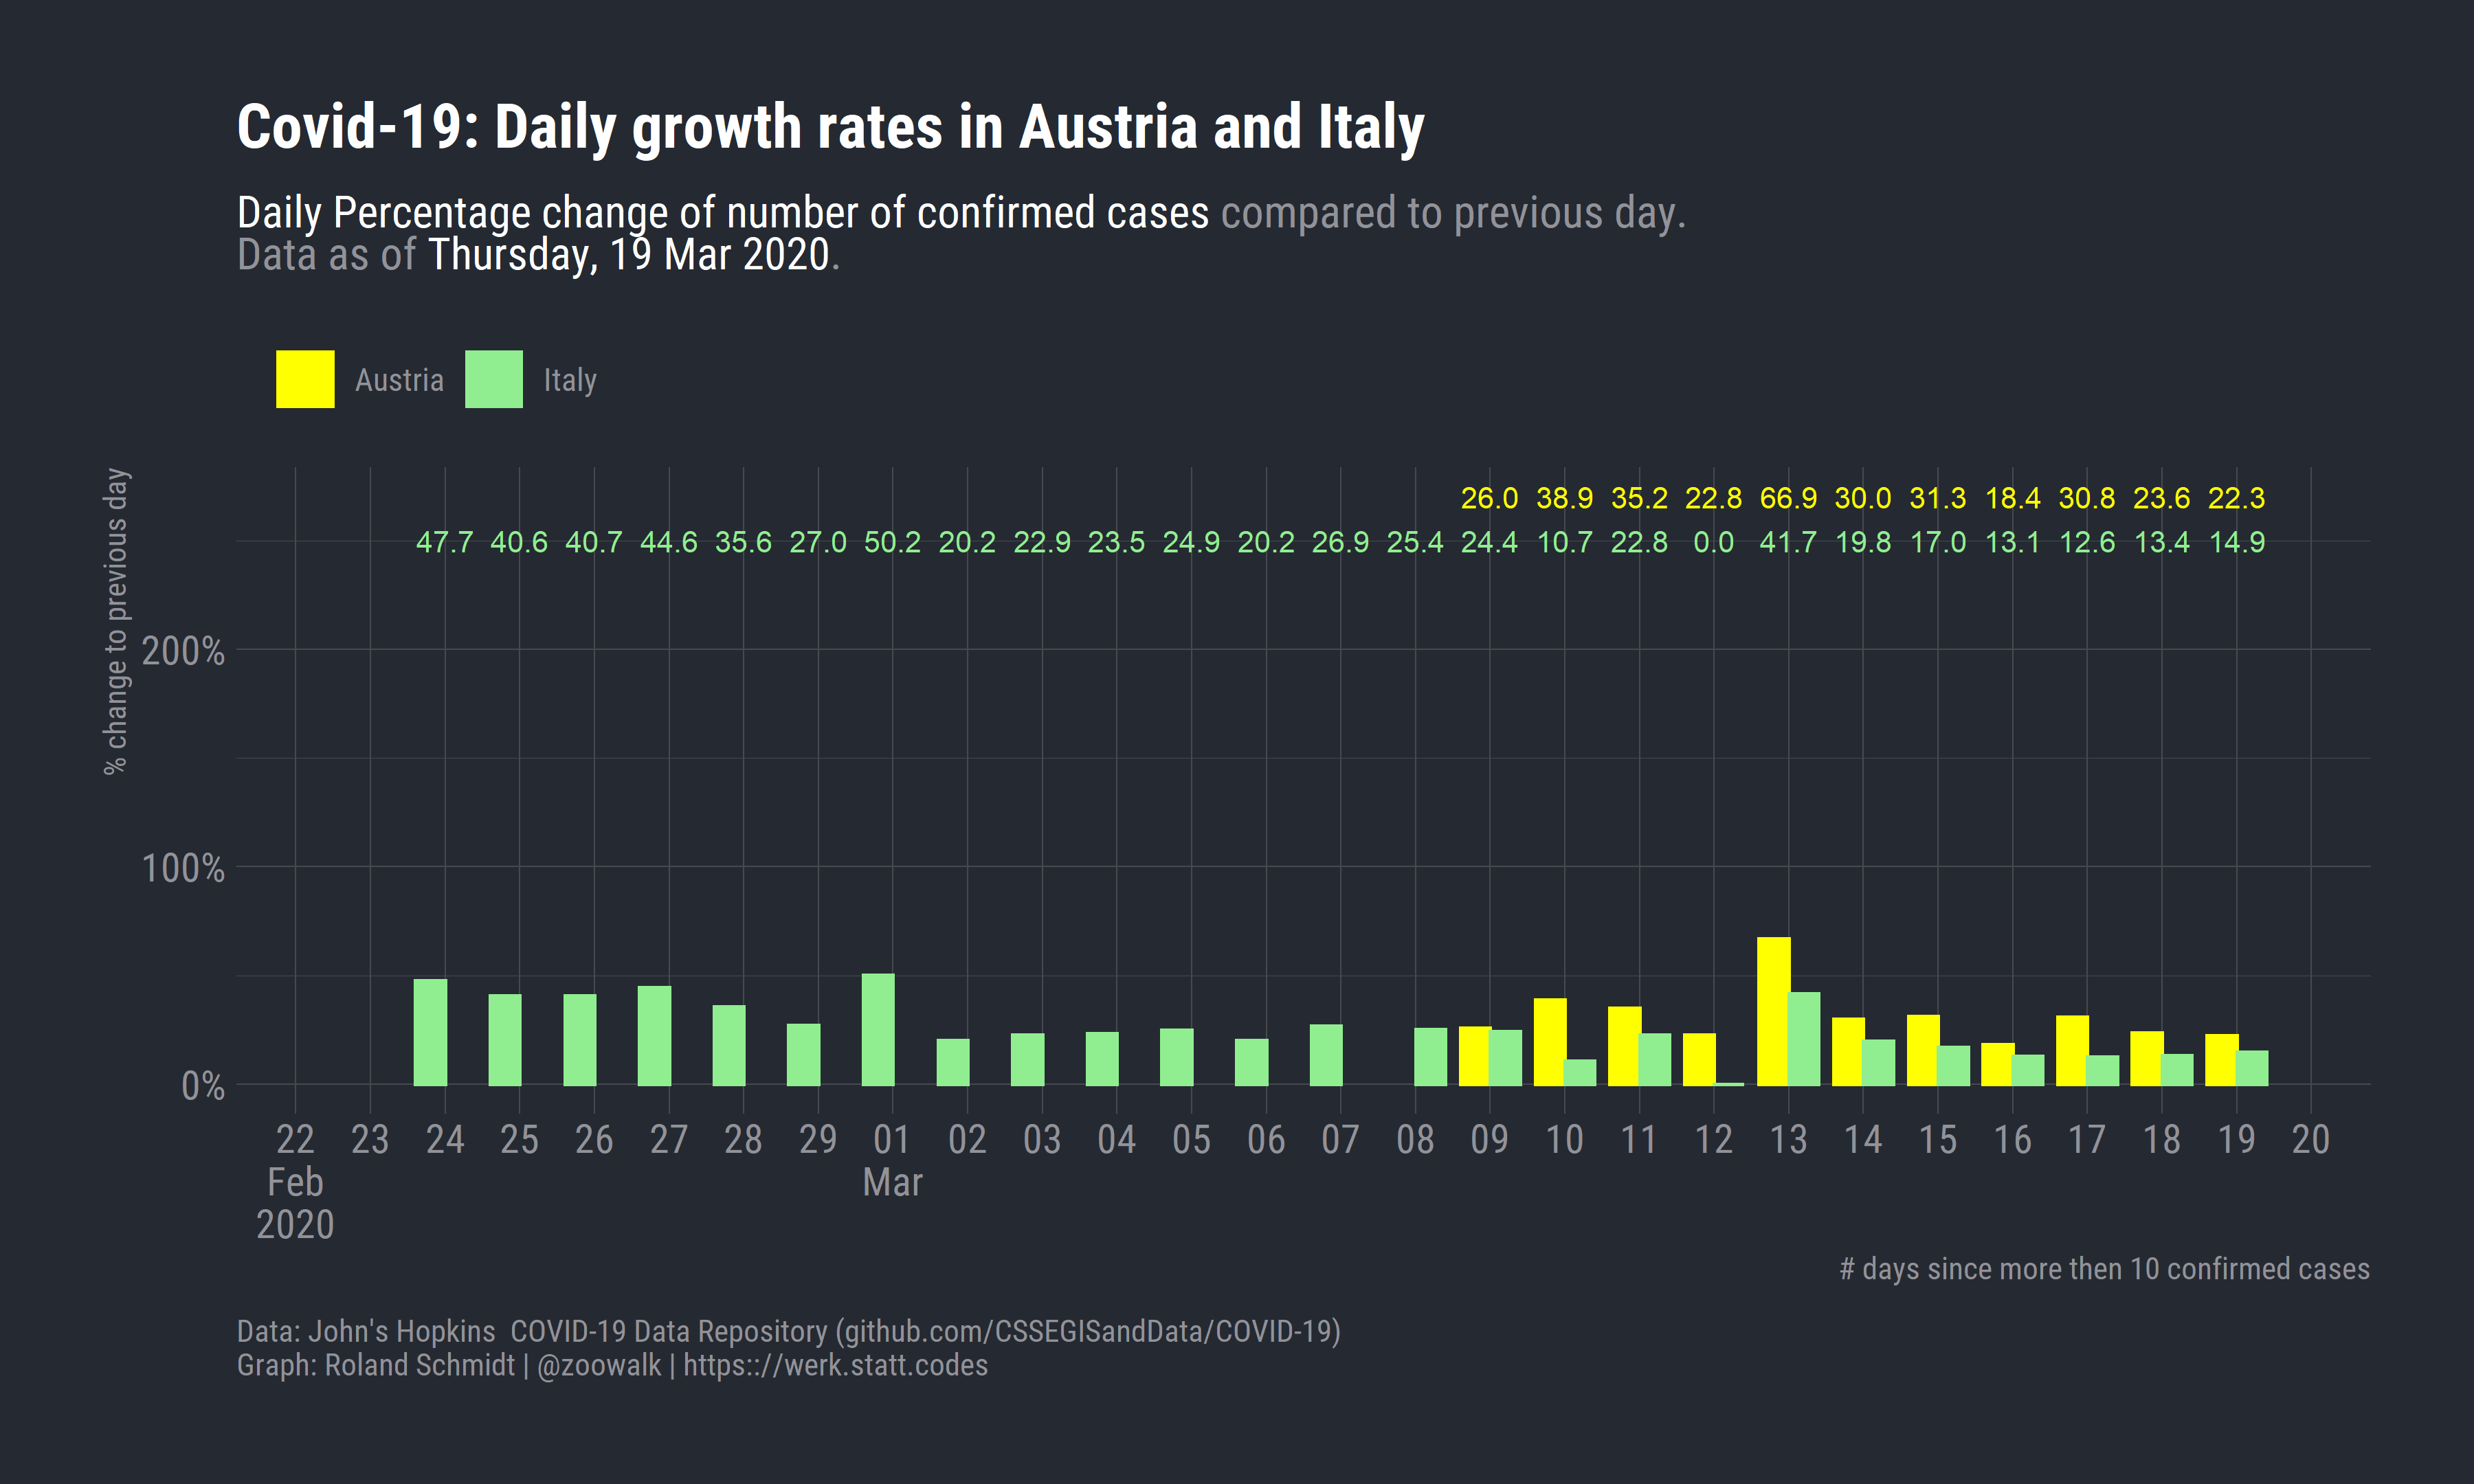 Covid-19: Daily growth rates in Austria and Italy
Daily Percentage change of number of confirmed cases compared to previous day.
Data as of Thursday, 19 Mar 2020.
Austria Italy
% change to previous day
26.0 38.9 35.2 22.8 66.9 30.0 31.3 18.4 30.8 23.6 22.3
47.7 40.6 40.7 44.6 35.6 27.0 50.2 20.2 22.9 23.5 24.9 20.2 26.9 25.4 24.4 10.7 22.8 0.0 41.7 19.8 17.0 13.1 12.6 13.4 14.9
200%
100%
0%
22 23 24 25 26 27 28 29 01 02 03 04 05 06 07 08 09 10 11 12 13 14 15 16 17 18 19 20
Feb Mar
2020
# days since more then 10 confirmed cases
Data: John's Hopkins  COVID-19 Data Repository (github.com/CSSEGISandData/COVID-19)
Graph: Roland Schmidt | @zoowalk | https:://werk.statt.codes